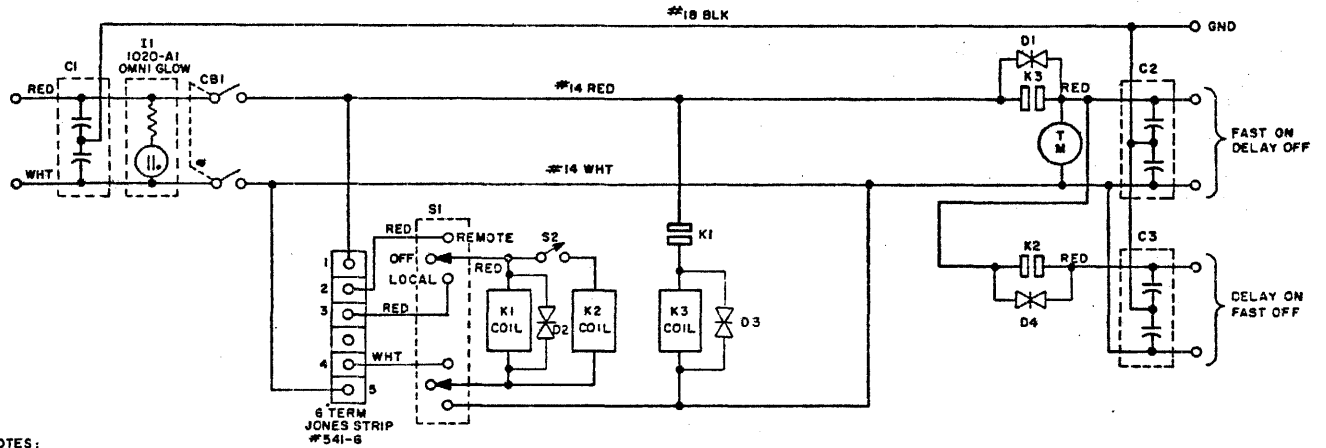 #18 BLK
GND
I1
1020-A1
OMNI GLOW
C1
CB1
D1
K3
C2
RED
#14 RED
RED
TM
FAST ON
DELAY OFF
WHT
#14 WHT
S1
RED
REMOTE
S2
K1
K2
RED
C3
OFF
RED
1
2
LOCAL
3
RED
K1
COIL
D2
K2
COIL
K3
COIL
D3
D4
DELAY ON
FAST OFF
4
WHT
5
6 TERM
JONES STRIP
#541-6
NOTES: